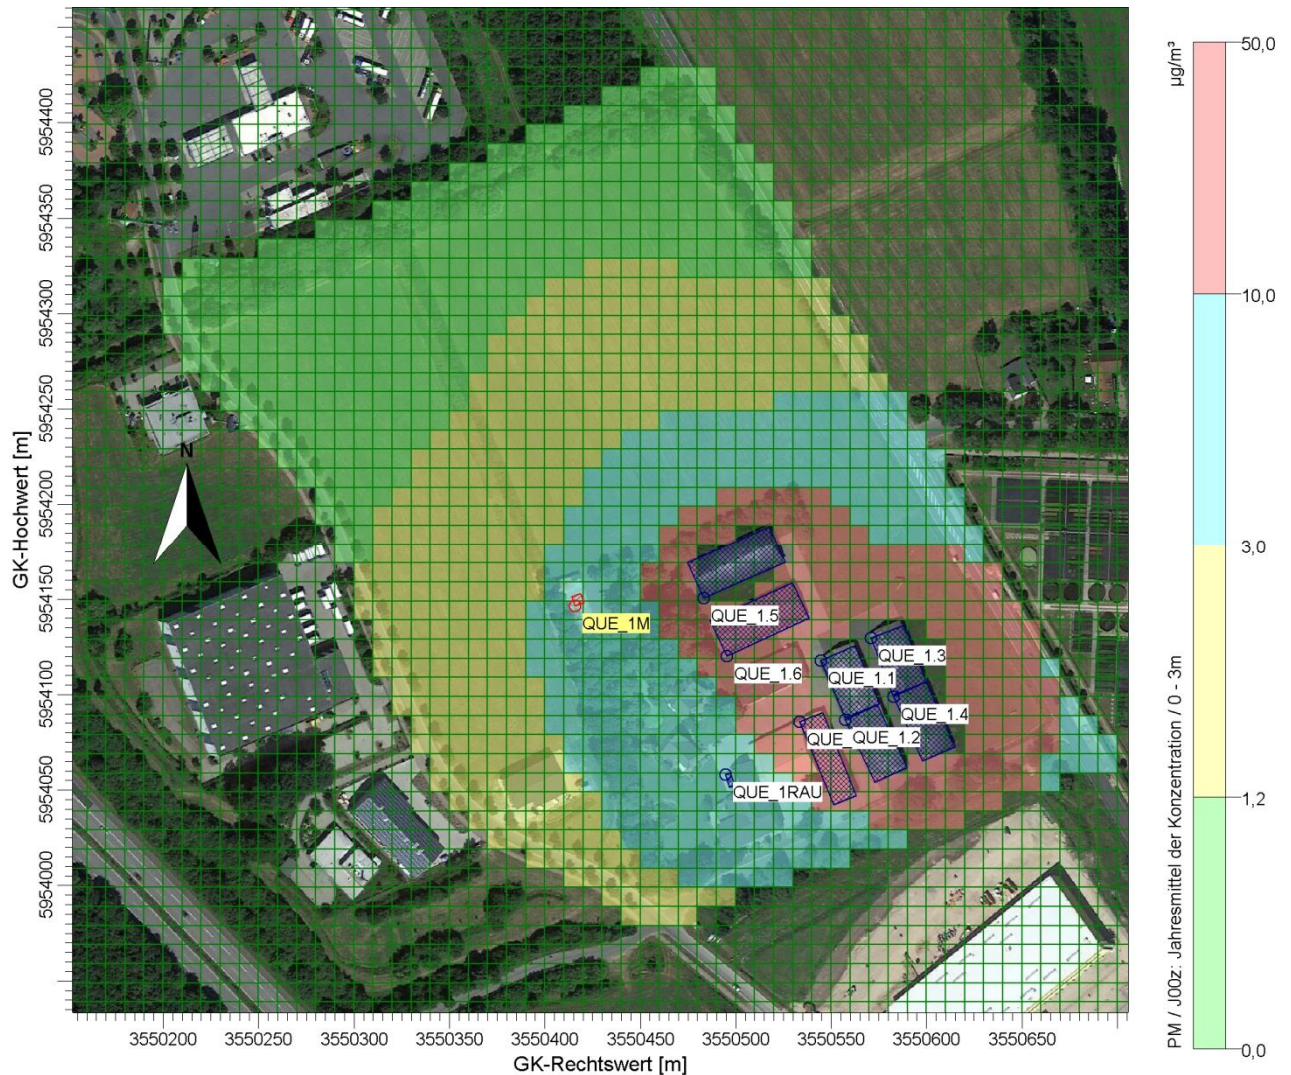 µg/m³
50,0
10,0
3,0
1,2
0,0
PM / J00z: Jahresmittel der Konzentration / 0 - 3m
GK-Hochwert [m]
5954400
5954350
5954300
5954250
5954200
5954150
5954100
5954050
5954000
N
QUE_1M
QUE_1.5
QUE_1.6
QUE_1.3
QUE_1.1
QUE_1.4
QUE_
QUE_1.2
QUE_1RAU
3550200 3550250 3550300 3550350 3550400 3550450 3550500 3550550 3550600 3550650
GK-Rechtswert [m]